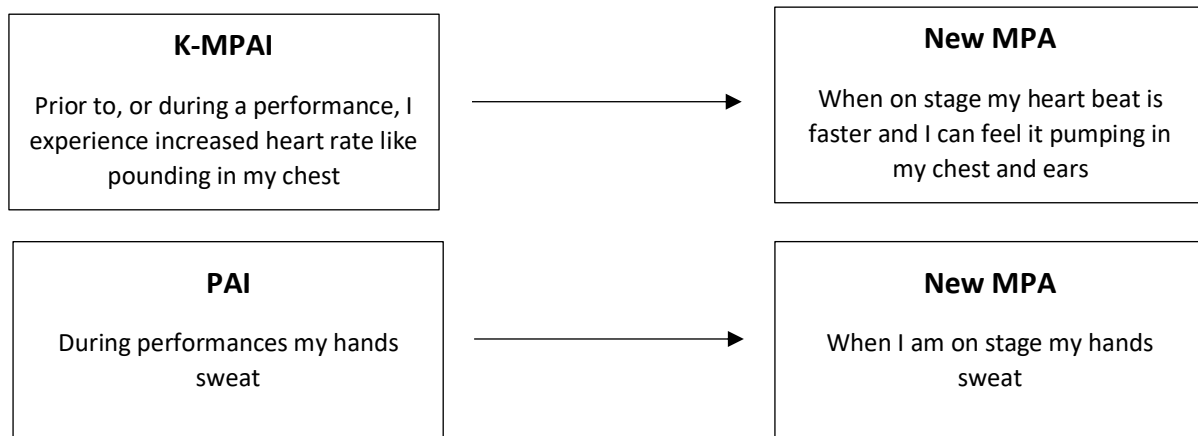 K-MPAI
Prior to, or during a performance, I
experience increased heart rate like
pounding in my chest
New MPA
When on stage my heart beat is
faster and I can feel it pumping in
my chest and ears
PAI
During performances my hands
sweat
New MPA
When I am on stage my hands
sweat